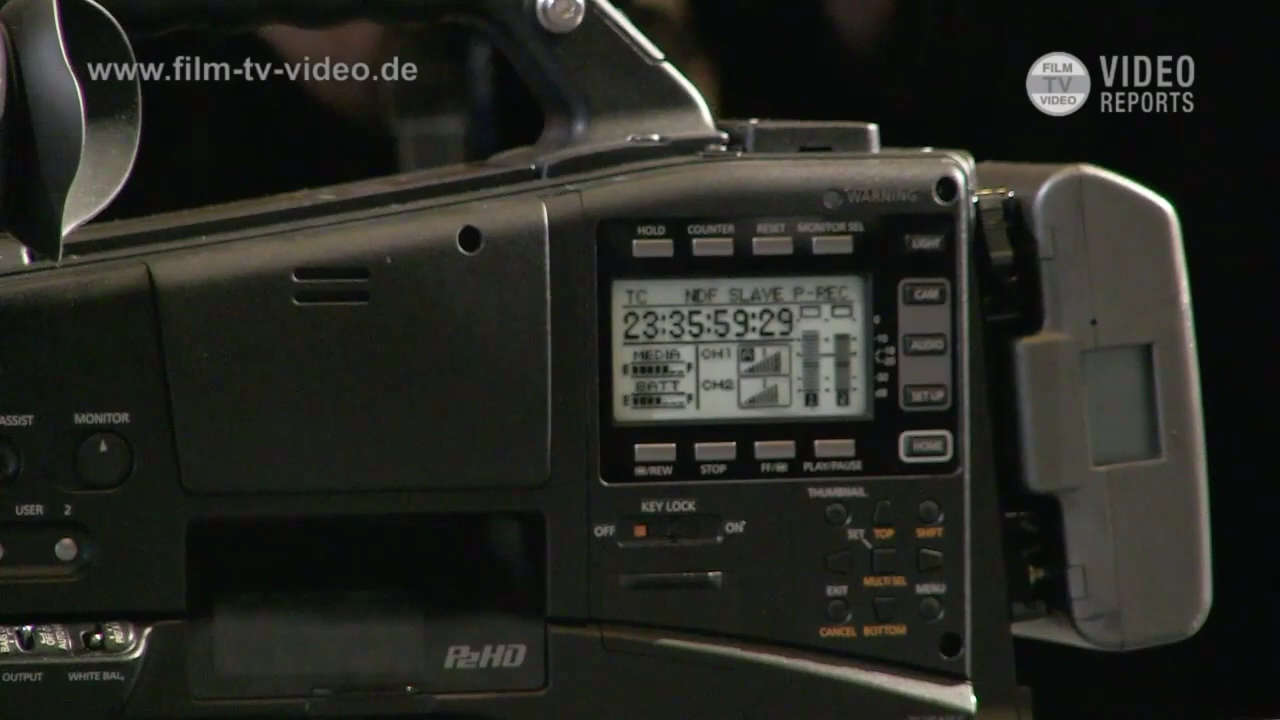 www.film-tv-video.de
FILM
TV
VIDEO
VIDEO
REPORTS
WARNING
HOLD COUNTER RESET MONITOR SEL
LIGHT
TC NDF SLAVE P-REC
23:35:59:29
CASE
AUDIO
SET UP
HOME
MEDIA
E F
BATT
E F
CH1 A
CH2
1 2
/REW STOP FF/ PLAY/PAUSE
ASSIST MONITOR
USER 2
KEY LOCK
OFF ON
THUMBNAIL
SET TOP SHIFT
MULTI SEL
EXIT MENU
CANCEL BOTTOM
P2HD
OUTPUT WHITE BAL